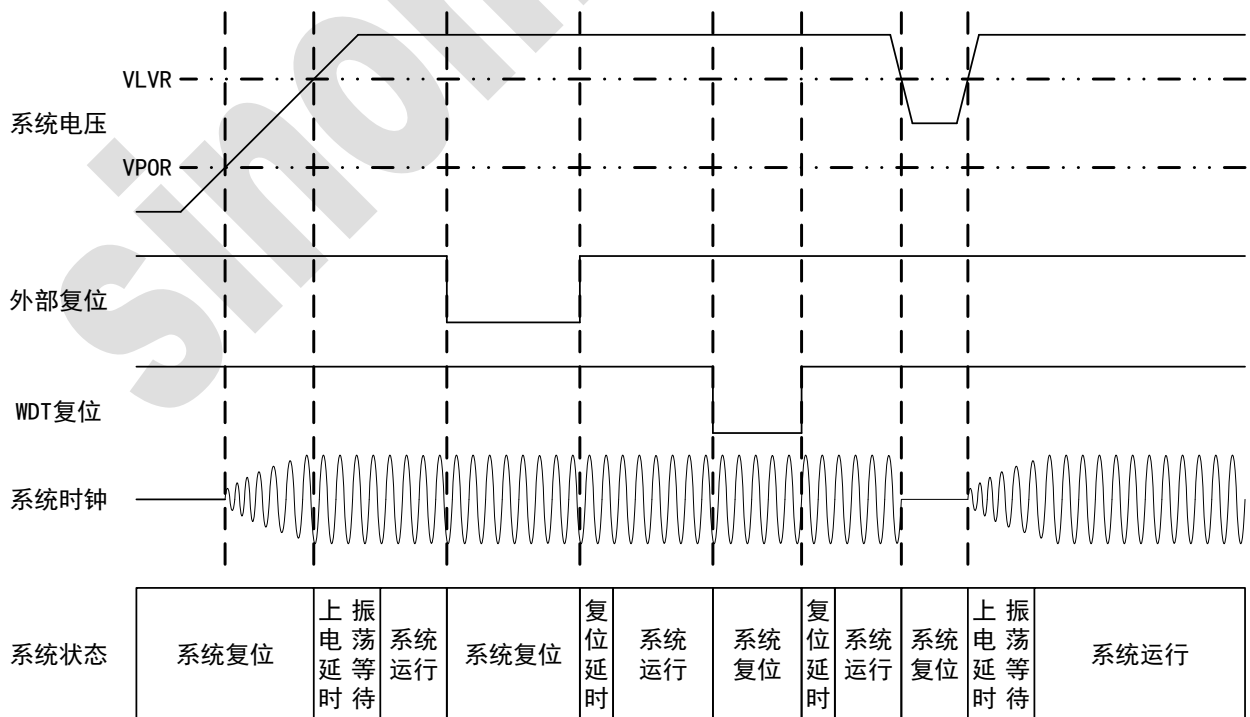 sinom
VLVR
系统电压
VPOR
外部复位
WDT复位
系统时钟
系统状态
系统复位
上电延时
振荡等待
系统
运行
系统复位
复位延时
系统
运行
系统
复位
复位延时
系统
运行
系统
复位
上电延时
振荡等待
系统运行